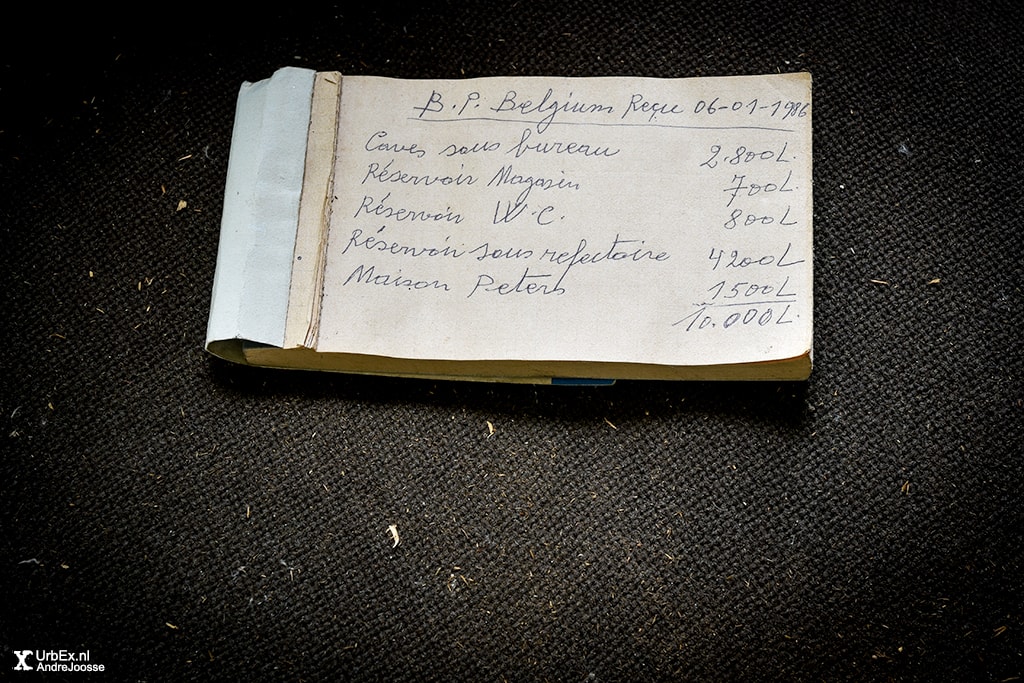 B.P. Belgium Reçu 06-01-1986
Caves sous bureau 2.800L.
Réservoir Magasin 700L.
Réservoir W.C. 800L
Réservoir sous refectoire 4200L
Maison Peters 1500L
10.000L.
UrbEx.nl
AndreJoosse